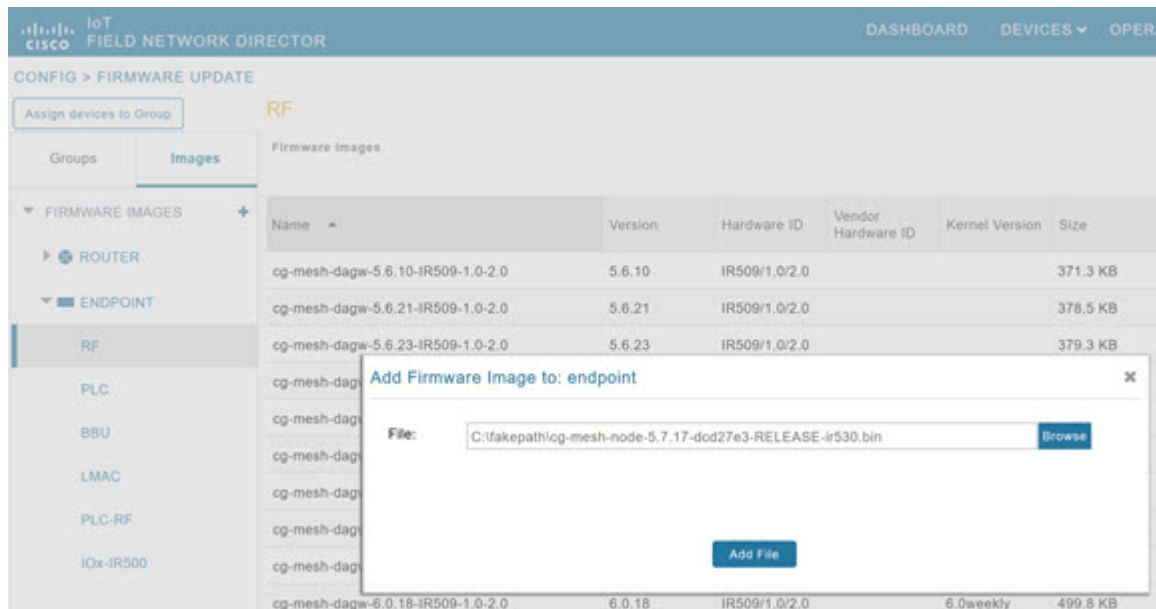 IoT
CISCO FIELD NETWORK DIRECTOR
DASHBOARD DEVICES OPER
CONFIG > FIRMWARE UPDATE
Assign devices to Group
Groups Images
FIRMWARE IMAGES +
ROUTER
ENDPOINT
RF
PLC
BBU
LMAC
PLC-RF
IOx-IR500
RF
Firmware Images
Name Version Hardware ID Vendor Hardware ID Kernel Version Size
cg-mesh-dagw-5.6.10-IR509-1.0-2.0 5.6.10 IR509/1.0/2.0 371.3 KB
cg-mesh-dagw-5.6.21-IR509-1.0-2.0 5.6.21 IR509/1.0/2.0 378.5 KB
cg-mesh-dagw-5.6.23-IR509-1.0-2.0 5.6.23 IR509/1.0/2.0 379.3 KB
cg-mesh-dagw
cg-mesh-dagw
cg-mesh-dagw
cg-mesh-dagw
cg-mesh-dagw
cg-mesh-dagw
cg-mesh-dagw-6.0.18-IR509-1.0-2.0 6.0.18 IR509/1.0/2.0 6.0weekly 499.8 KB
Add Firmware Image to: endpoint
File: C:\fakepath\cg-mesh-node-5.7.17-dcd27e3-RELEASE-ir530.bin Browse
Add File